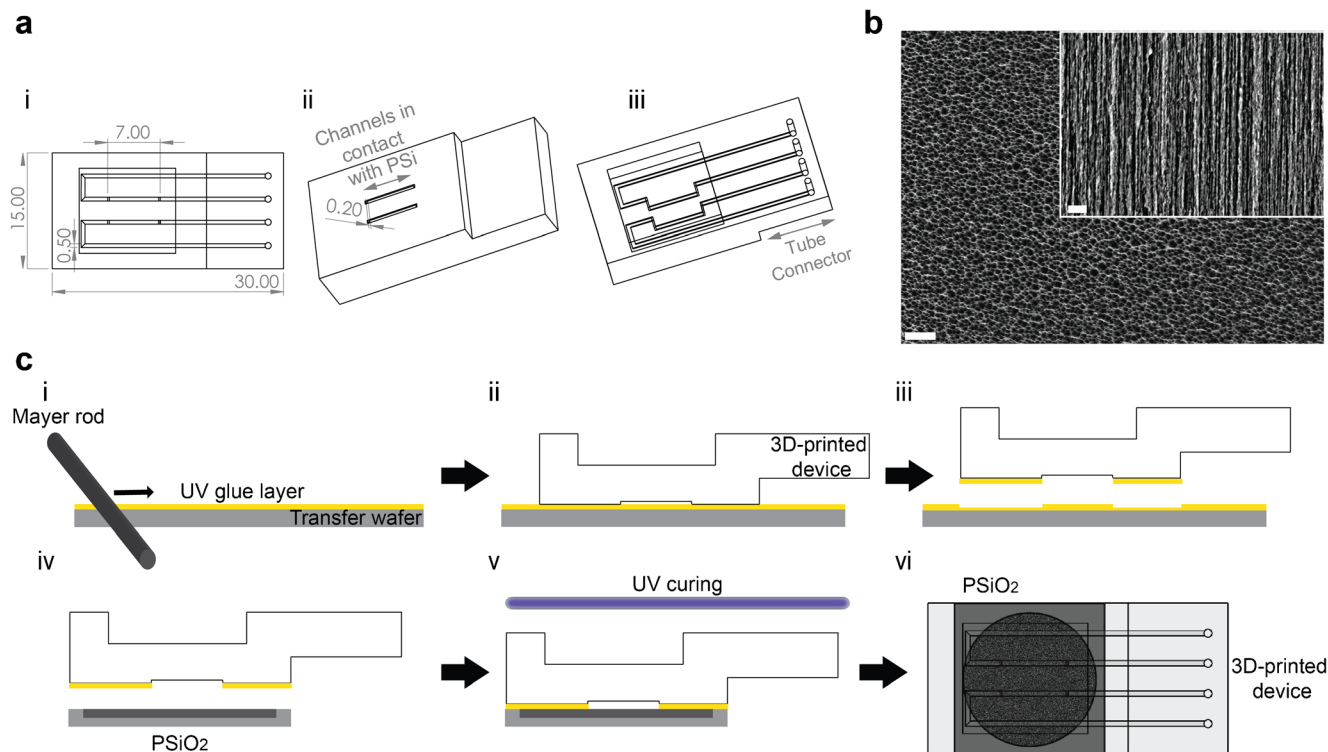 a
b
i
ii
iii
7.00
15.00
0.50
30.00
Channels in
contact
with PSi
0.20
Tube
Connector
c
i
Mayer rod
UV glue layer
Transfer wafer
ii
3D-printed
device
iii
iv
PSiO2
v
UV curing
vi
PSiO2
3D-printed
device